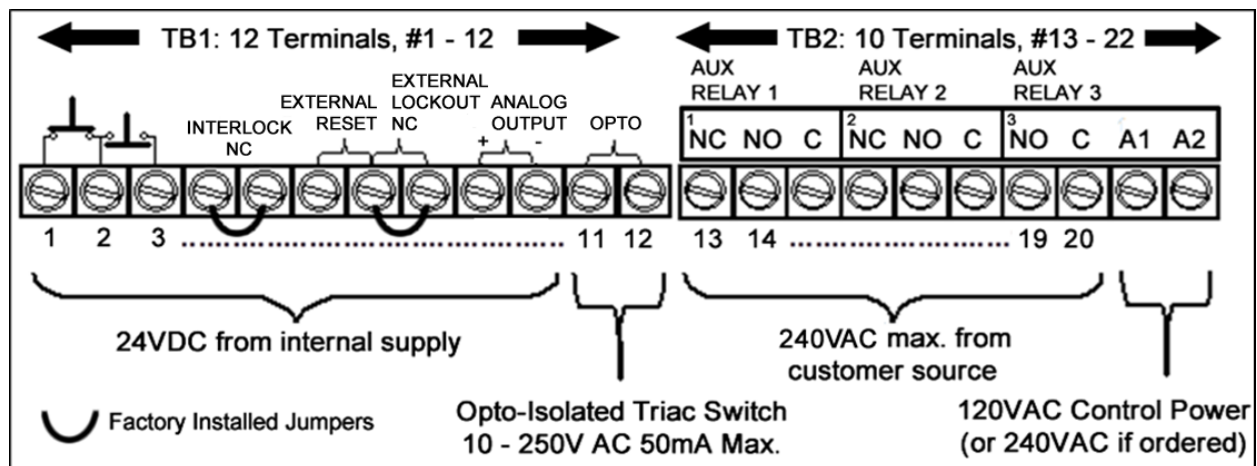 TB1: 12 Terminals, #1 - 12
TB2: 10 Terminals, #13 - 22
INTERLOCK
NC
EXTERNAL
RESET
EXTERNAL
LOCKOUT
NC
ANALOG
OUTPUT
+ -
OPTO
AUX
RELAY 1
AUX
RELAY 2
AUX
RELAY 3
1 NC NO C 2 NC NO C 3 NO C A1 A2
1 2 3 ........................................ 11 12 13 14 ........................ 19 20
24VDC from internal supply
Opto-Isolated Triac Switch
10 - 250V AC 50mA Max.
240VAC max. from
customer source
120VAC Control Power
(or 240VAC if ordered)
Factory Installed Jumpers